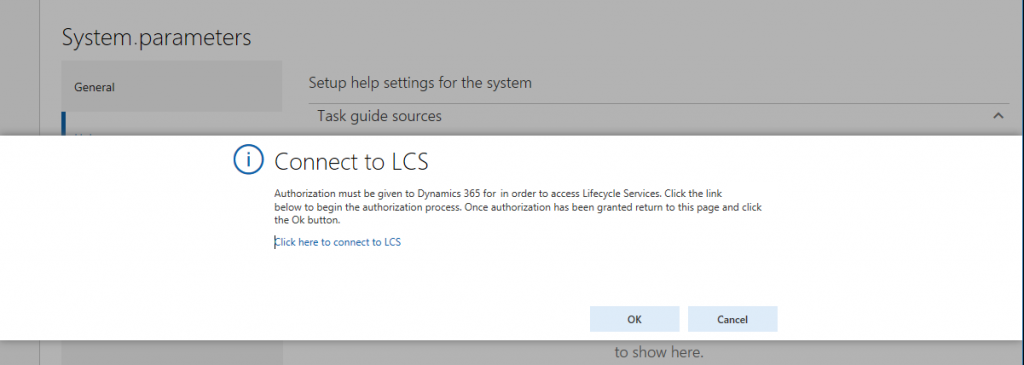 System parameters
General
Setup help settings for the system
Task guide sources
Connect to LCS
Authorization must be given to Dynamics 365 for in order to access Lifecycle Services. Click the link
below to begin the authorization process. Once authorization has been granted return to this page and click
the Ok button.
Click here to connect to LCS
OK
Cancel
to show here.